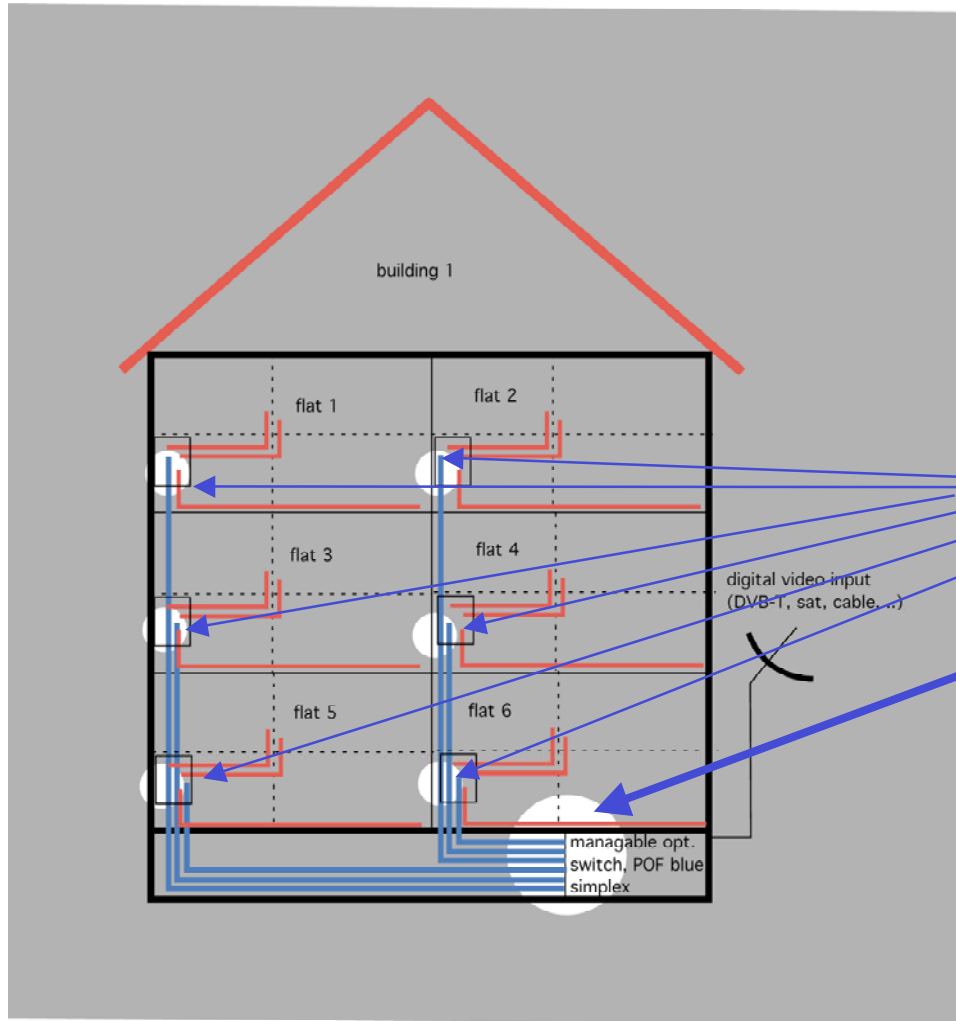 building 1
flat 1
flat 2
flat 3
flat 4
digital video input
(DVB-T, sat, cable,..)
flat 5
flat 6
managable opt.
switch, POF blue
simplex